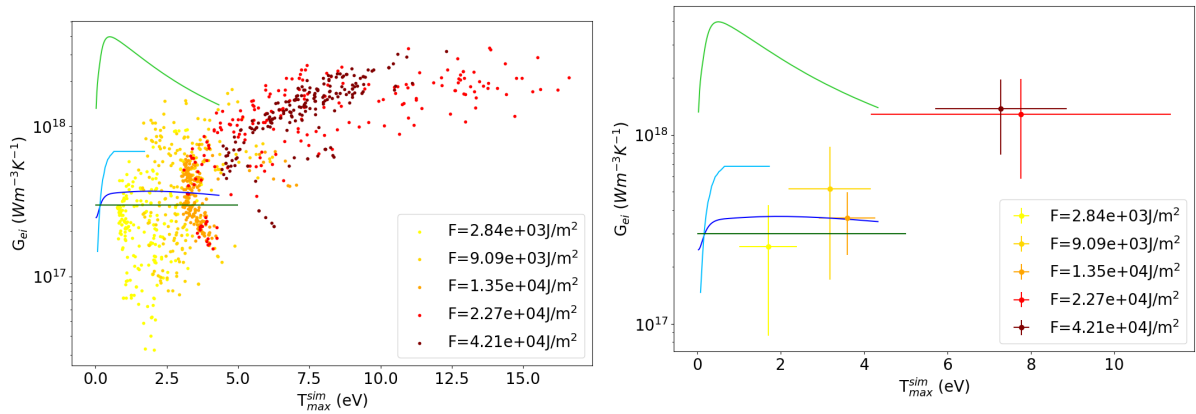 G_ei (Wm^-3K^-1)
10^18
10^17
0.0 2.5 5.0 7.5 10.0 12.5 15.0
T_max^sim (eV)
F=2.84e+03J/m^2
F=9.09e+03J/m^2
F=1.35e+04J/m^2
F=2.27e+04J/m^2
F=4.21e+04J/m^2
G_ei (Wm^-3K^-1)
10^18
10^17
0 2 4 6 8 10
T_max^sim (eV)
F=2.84e+03J/m^2
F=9.09e+03J/m^2
F=1.35e+04J/m^2
F=2.27e+04J/m^2
F=4.21e+04J/m^2